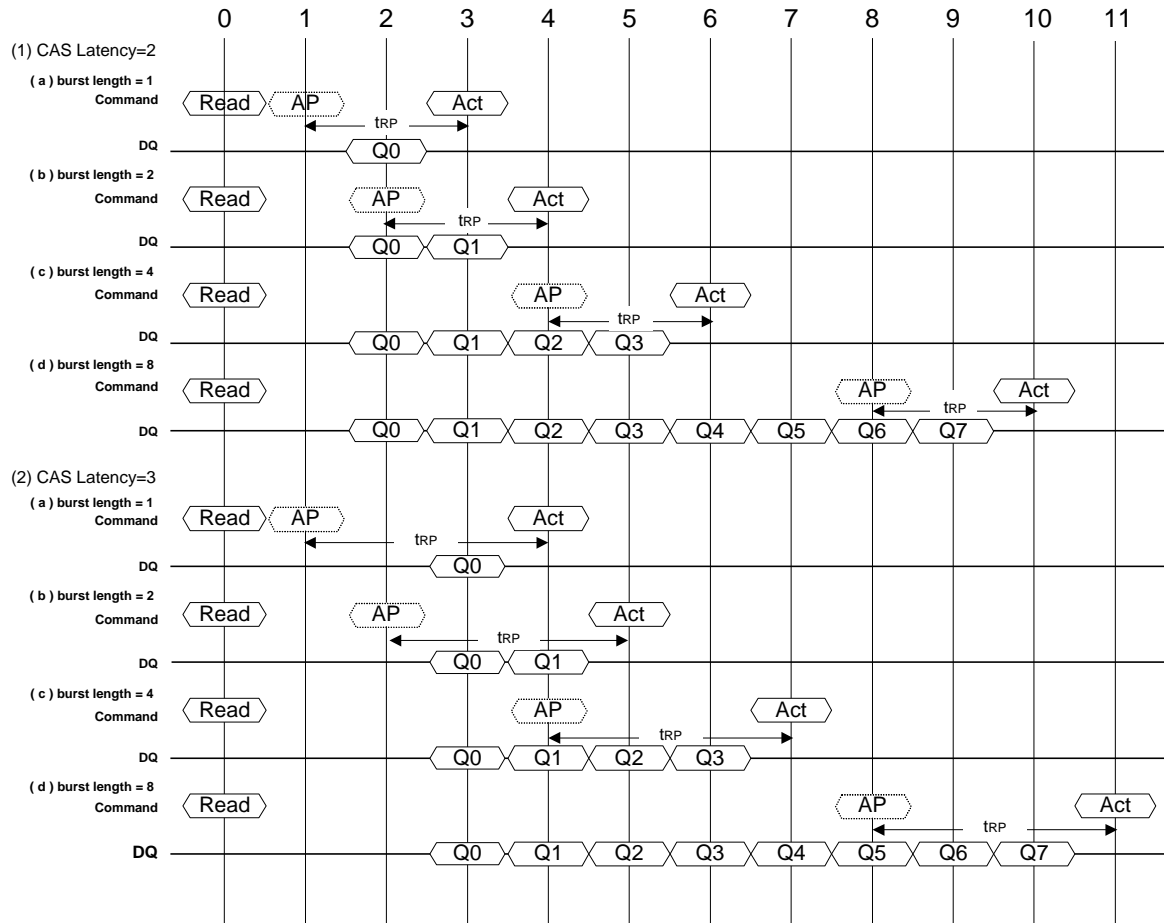 0 1 2 3 4 5 6 7 8 9 10 11
(1) CAS Latency=2
( a ) burst length = 1
Command Read AP Act
tRP
DQ Q0
( b ) burst length = 2
Command Read AP Act
tRP
DQ Q0 Q1
( c ) burst length = 4
Command Read AP Act
tRP
DQ Q0 Q1 Q2 Q3
( d ) burst length = 8
Command Read AP Act
tRP
DQ Q0 Q1 Q2 Q3 Q4 Q5 Q6 Q7
(2) CAS Latency=3
( a ) burst length = 1
Command Read AP Act
tRP
DQ Q0
( b ) burst length = 2
Command Read AP Act
tRP
DQ Q0 Q1
( c ) burst length = 4
Command Read AP Act
tRP
DQ Q0 Q1 Q2 Q3
( d ) burst length = 8
Command Read AP Act
tRP
DQ Q0 Q1 Q2 Q3 Q4 Q5 Q6 Q7